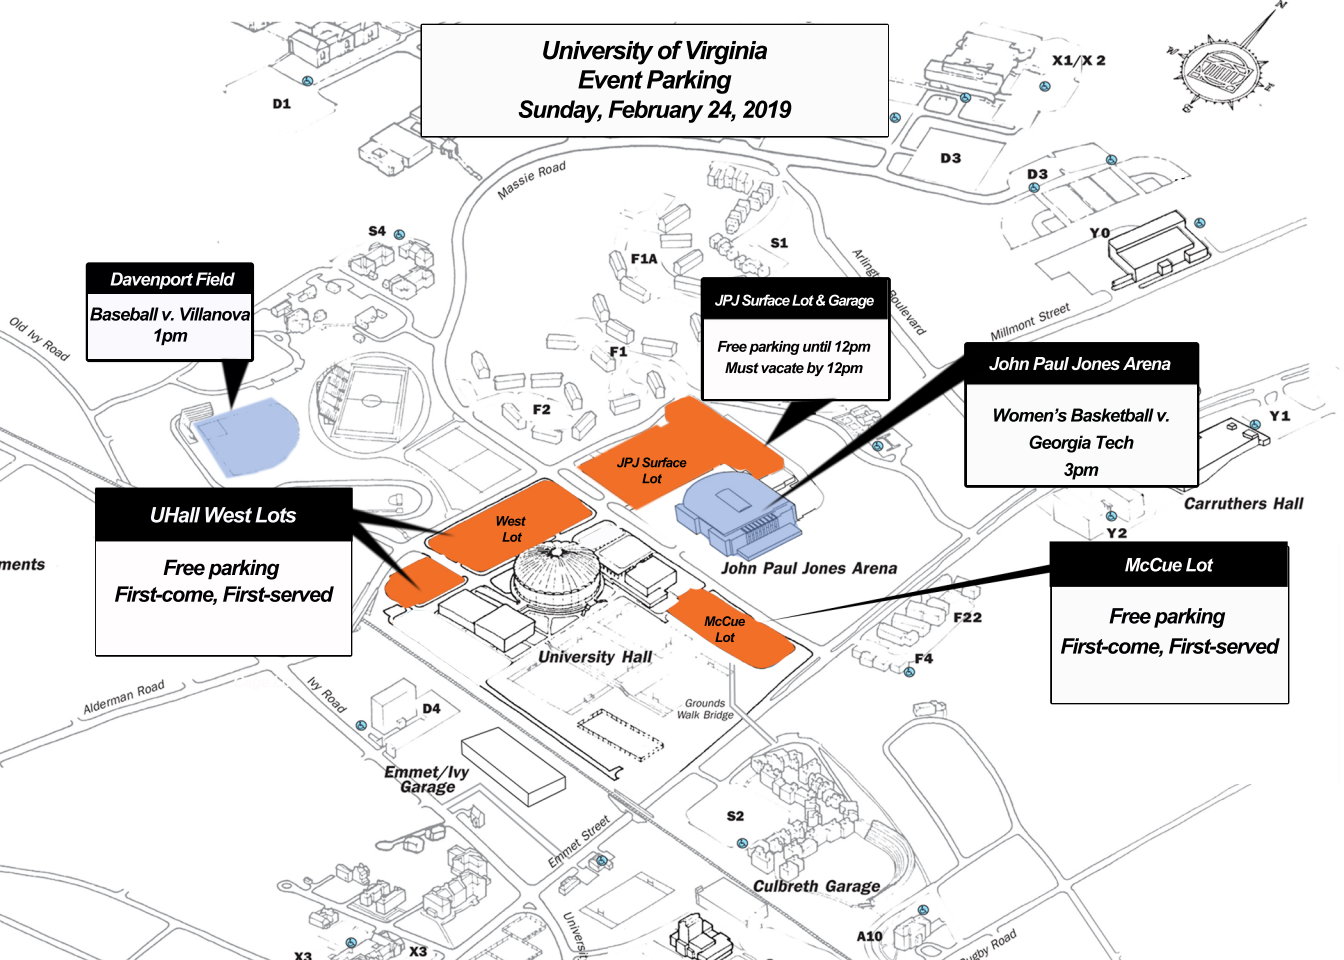 University of Virginia
Event Parking
Sunday, February 24, 2019
N
X1/X 2
D1
S
D3
D3
Massie Road
S4
S1
Y0
F1A
Davenport Field
Baseball v. Villanova
1pm
JPJ Surface Lot & Garage
Free parking until 12pm
Must vacate by 12pm
Boulevard
Millmont Street
Old Ivy Road
F1
John Paul Jones Arena
Women's Basketball v.
Georgia Tech
3pm
F2
Y1
JPJ Surface
Lot
Carruthers Hall
UHall West Lots
Free parking
First-come, First-served
West
Lot
Y2
ments
John Paul Jones Arena
McCue Lot
Free parking
First-come, First-served
McCue
Lot
F22
University Hall
F4
Alderman Road
Ivy Road
Grounds
Walk Bridge
D4
Emmet/Ivy
Garage
S2
Emmet Street
Culbreth Garage
A10
X3
X3
Rugby Road